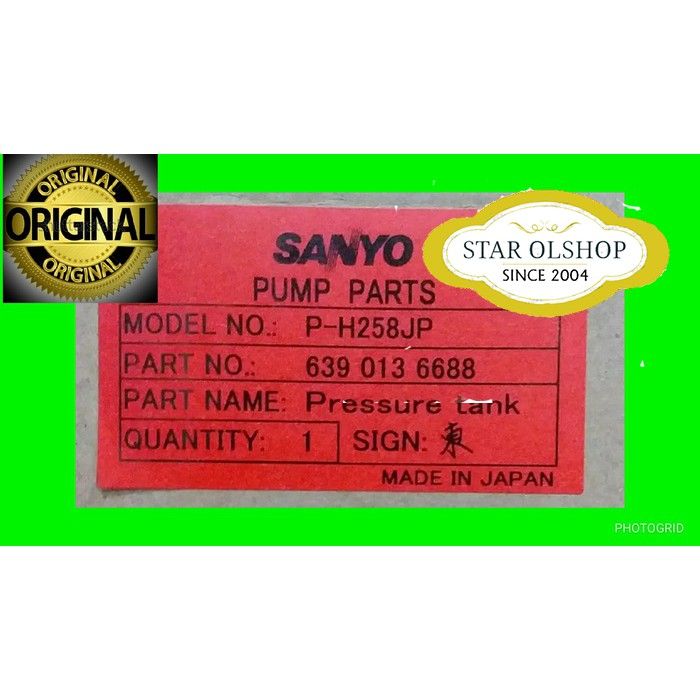 ORIGINAL
ORIGINAL
ORIGINAL
STAR OLSHOP
SINCE 2004
SANYO
PUMP PARTS
MODEL NO.: P-H258JP
PART NO.: 639 013 6688
PART NAME: Pressure tank
QUANTITY: 1 SIGN: 東
MADE IN JAPAN
PHOTOGRID